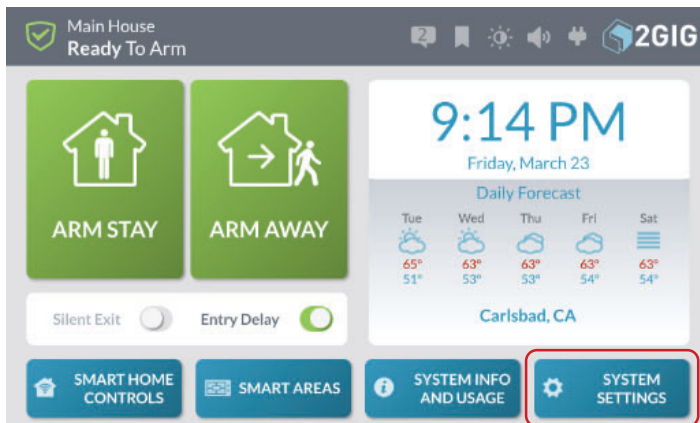 Main House
Ready To Arm
2
2GIG
ARM STAY
ARM AWAY
9:14 PM
Friday, March 23
Daily Forecast
Tue Wed Thu Fri Sat
65° 63° 63° 63° 63°
51° 53° 53° 54° 54°
Carlsbad, CA
Silent Exit
Entry Delay
SMART HOME
CONTROLS
SMART AREAS
SYSTEM INFO
AND USAGE
SYSTEM
SETTINGS